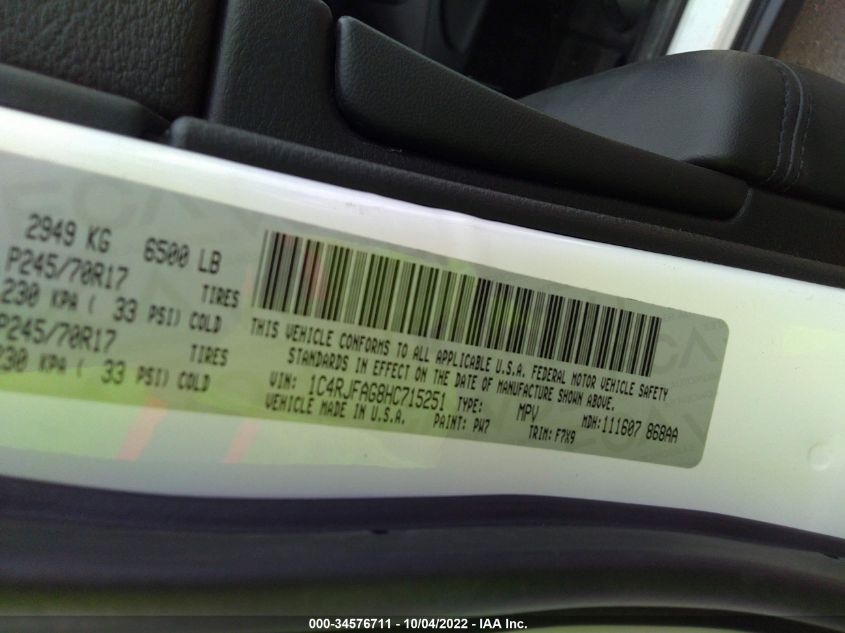 2949 KG 6500 LB
P245/70R17 TIRES
230 KPA ( 33 PSI) COLD
P245/70R17 TIRES
230 KPA ( 33 PSI) COLD
THIS VEHICLE CONFORMS TO ALL APPLICABLE U.S.A. FEDERAL MOTOR VEHICLE SAFETY
STANDARDS IN EFFECT ON THE DATE OF MANUFACTURE SHOWN ABOVE.
VIN: 1C4RJFAG8HC715251 TYPE: MPV MDH:111607 868AA
VEHICLE MADE IN U.S.A. PAINT: PW7 TRIM: F7X9
000-34576711 - 10/04/2022 - IAA Inc.